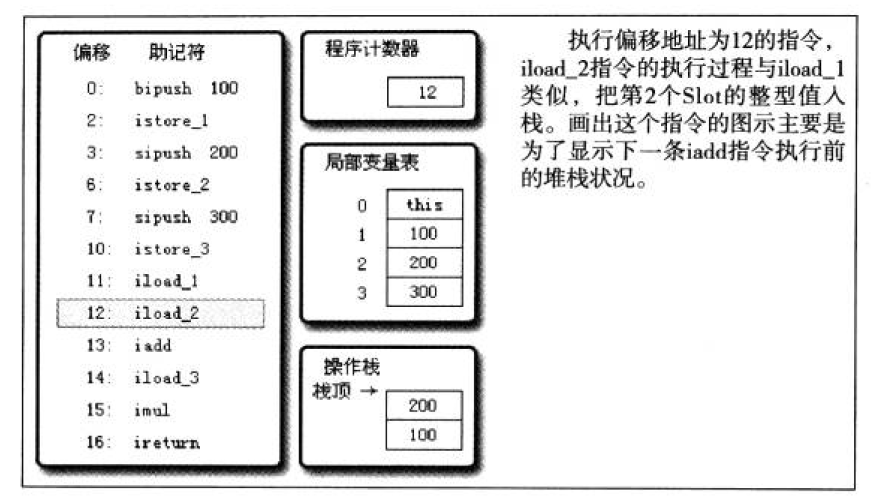 偏移 助记符
0: bipush 100
2: istore_1
3: sipush 200
6: istore_2
7: sipush 300
10: istore_3
11: iload_1
12: iload_2
13: iadd
14: iload_3
15: imul
16: ireturn
程序计数器
12
局部变量表
0 this
1 100
2 200
3 300
操作栈
栈顶 →
200
100
执行偏移地址为12的指令，
iload_2指令的执行过程与iload_1
类似，把第2个Slot的整型值入
栈。画出这个指令的图示主要是
为了显示下一条iadd指令执行前
的堆栈状况。